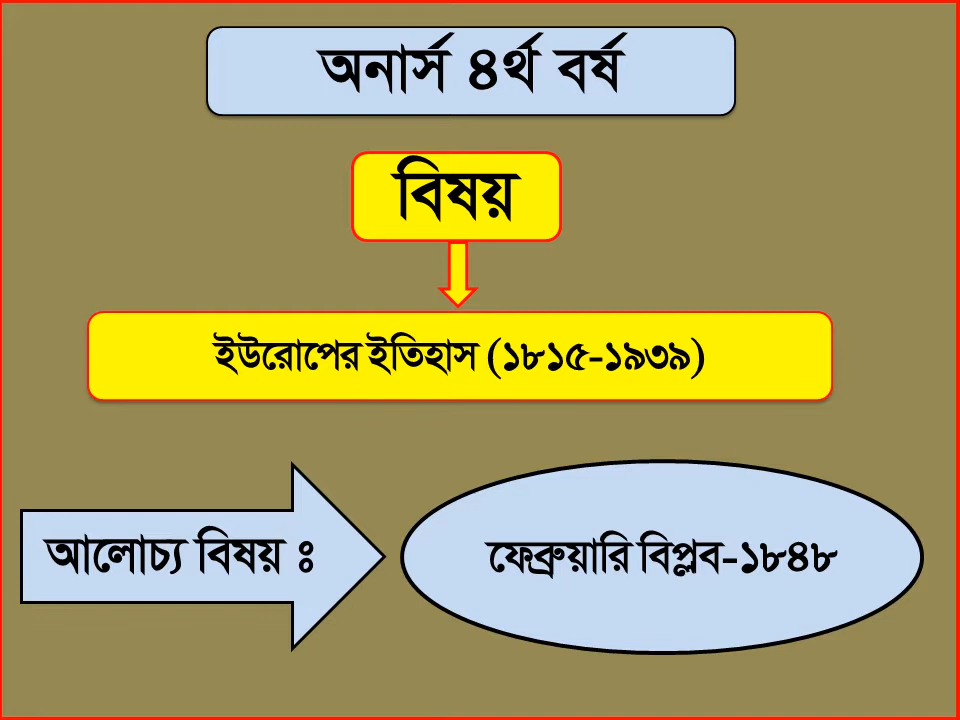 অনার্স ৪র্থ বর্ষ
বিষয়
ইউরোপের ইতিহাস (১৮১৫-১৯৩৯)
আলোচ্য বিষয় ঃ
ফেব্রুয়ারি বিপ্লব-১৮৪৮